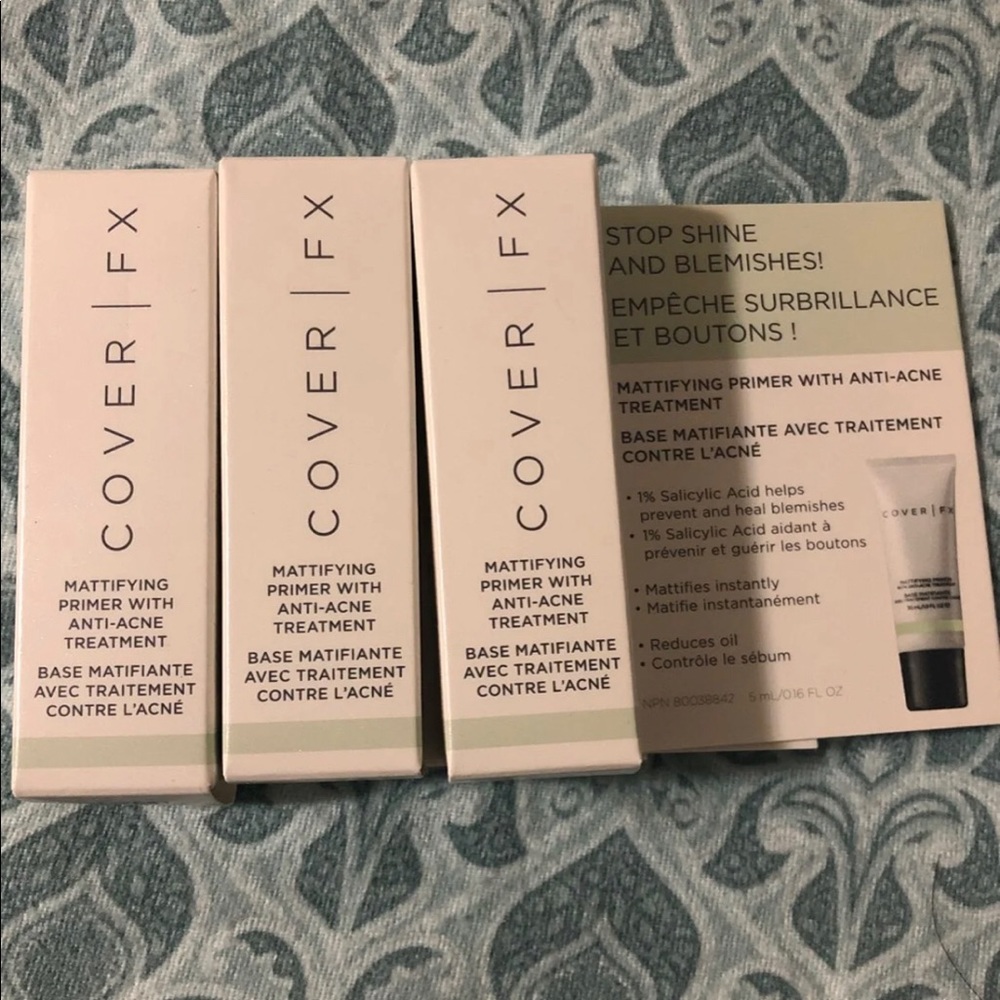 COVER | FX
MATTIFYING
PRIMER WITH
ANTI-ACNE
TREATMENT
BASE MATIFIANTE
AVEC TRAITEMENT
CONTRE L'ACNÉ
COVER | FX
MATTIFYING
PRIMER WITH
ANTI-ACNE
TREATMENT
BASE MATIFIANTE
AVEC TRAITEMENT
CONTRE L'ACNÉ
COVER | FX
MATTIFYING
PRIMER WITH
ANTI-ACNE
TREATMENT
BASE MATIFIANTE
AVEC TRAITEMENT
CONTRE L'ACNÉ
STOP SHINE
AND BLEMISHES!
EMPÊCHE SURBRILLANCE
ET BOUTONS !
MATTIFYING PRIMER WITH ANTI-ACNE
TREATMENT
BASE MATIFIANTE AVEC TRAITEMENT
CONTRE L'ACNÉ
• 1% Salicylic Acid helps
prevent and heal blemishes
• 1% Salicylic Acid aidant à
prévenir et guérir les boutons
• Mattifies instantly
• Matifie instantanément
• Reduces oil
• Contrôle le sébum
NPN 80038842 5 mL/0.16 FL OZ
COVER | FX